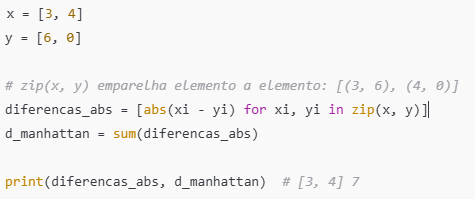 x = [3, 4]
y = [6, 0]
# zip(x, y) emparelha elemento a elemento: [(3, 6), (4, 0)]
diferencas_abs = [abs(xi - yi) for xi, yi in zip(x, y)]
d_manhattan = sum(diferencas_abs)
print(diferencas_abs, d_manhattan)  # [3, 4] 7